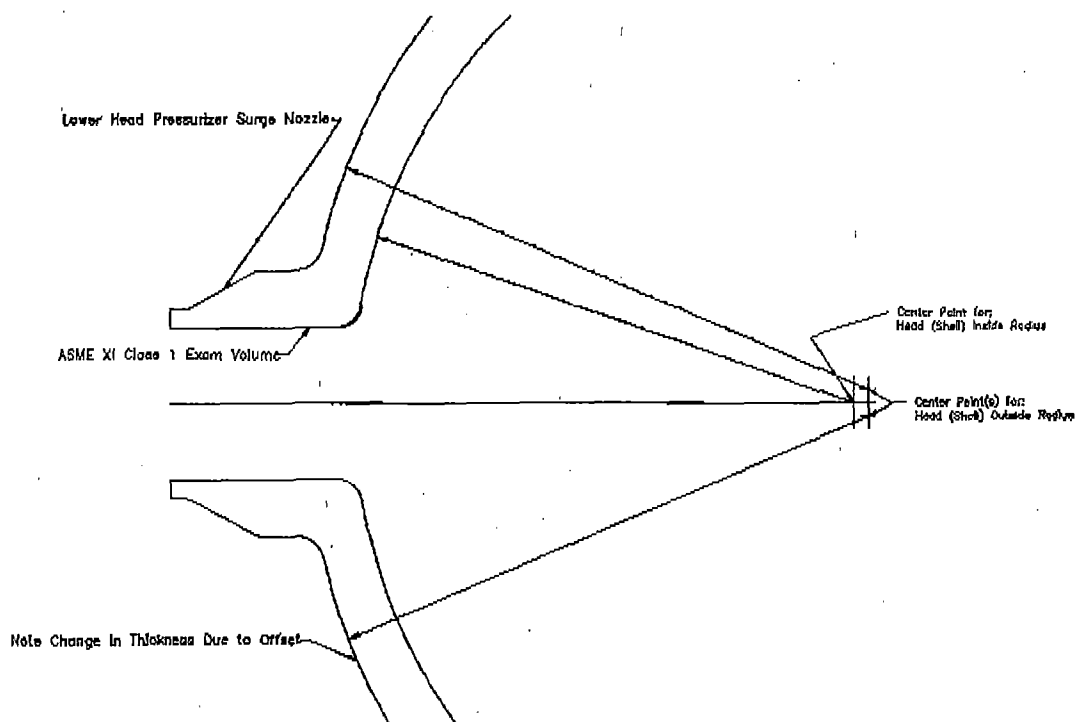 Lower Head Pressurizer Surge Nozzle
ASME XI Class 1 Exam Volume
Center Point for:
Head (Shell) Inside Radius
Center Point(s) for:
Head (Shell) Outside Radius
Note Change in Thickness Due to Offset